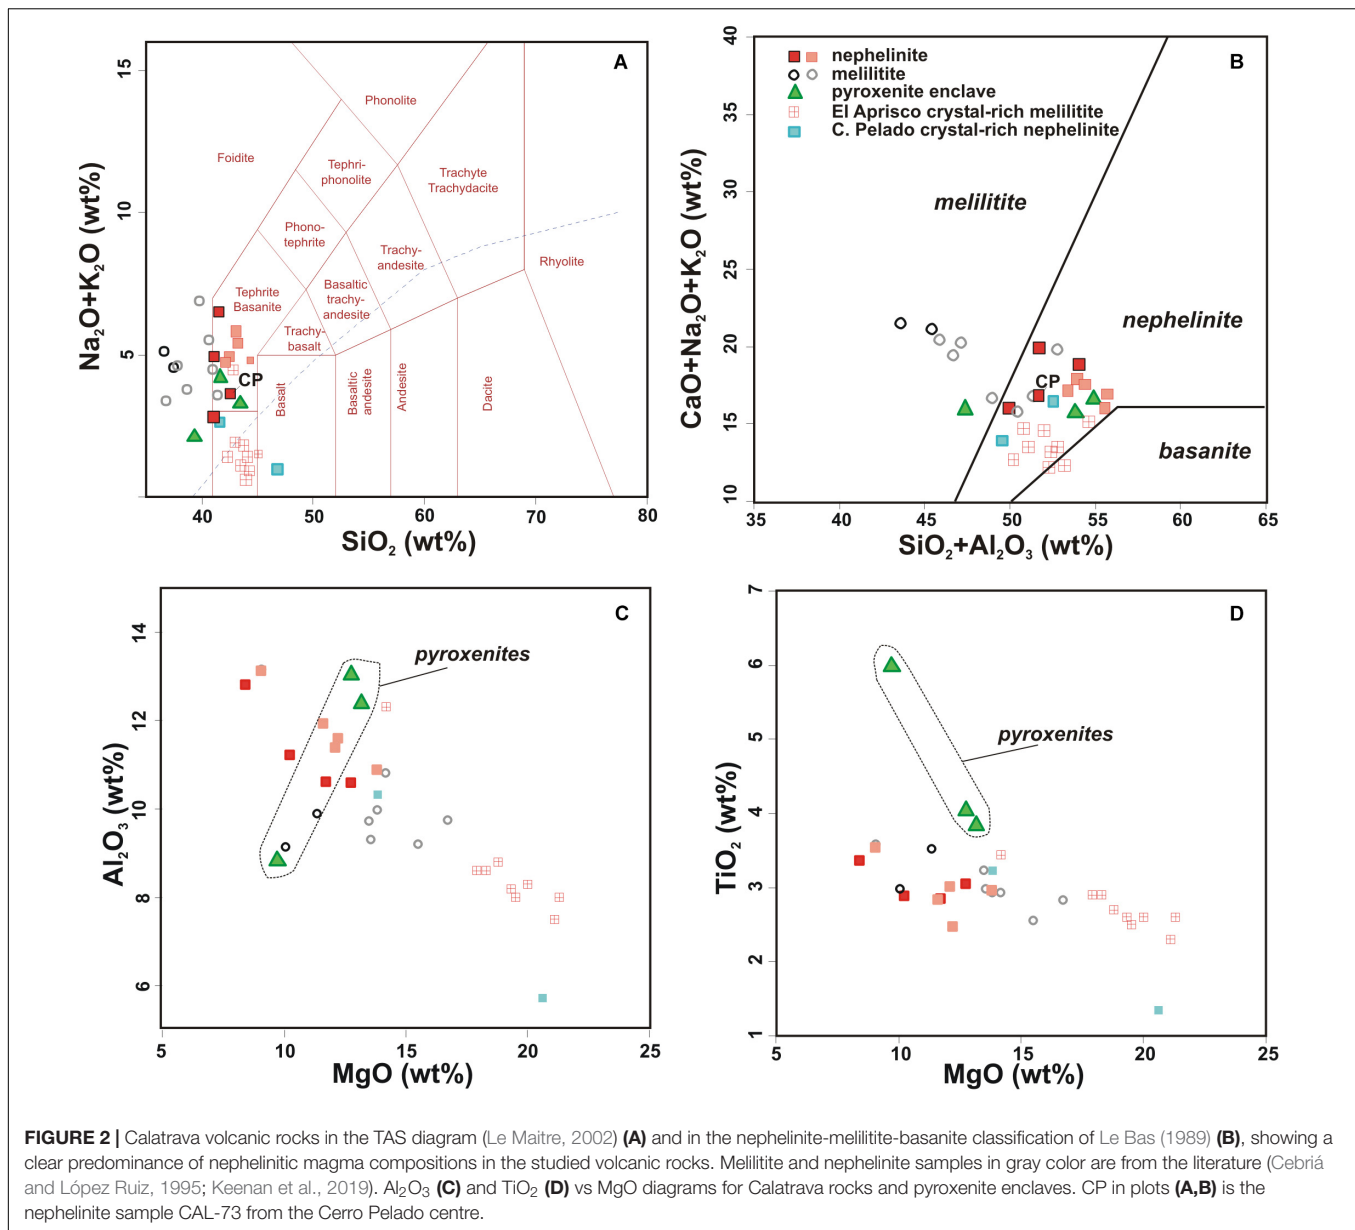 A
15
10
5
40
50
60
70
80
Na₂O+K₂O (wt%)
SiO₂ (wt%)
Phonolite
Foidite
Tephri-
phonolite
Trachyte
Trachydacite
Phono-
tephrite
Trachy-
andesite
Rhyolite
Tephrite
Basanite
Basaltic
trachy-
andesite
Trachy-
basalt
CP
Basalt
Basaltic
andesite
Andesite
Dacite
B
nephelinite
melilitite
pyroxenite enclave
El Aprisco crystal-rich melilitite
C. Pelado crystal-rich nephelinite
40
35
30
25
20
15
10
35
40
45
50
55
60
65
CaO+Na₂O+K₂O (wt%)
SiO₂+Al₂O₃ (wt%)
melilitite
nephelinite
CP
basanite
C
pyroxenites
14
12
10
8
6
5
10
15
20
25
Al₂O₃ (wt%)
MgO (wt%)
D
pyroxenites
7
6
5
4
3
2
1
5
10
15
20
25
TiO₂ (wt%)
MgO (wt%)
FIGURE 2 | Calatrava volcanic rocks in the TAS diagram (Le Maitre, 2002) (A) and in the nephelinite-melilitite-basanite classification of Le Bas (1989) (B), showing a
clear predominance of nephelinitic magma compositions in the studied volcanic rocks. Melilitite and nephelinite samples in gray color are from the literature (Cebriá
and López Ruiz, 1995; Keenan et al., 2019). Al₂O₃ (C) and TiO₂ (D) vs MgO diagrams for Calatrava rocks and pyroxenite enclaves. CP in plots (A,B) is the
nephelinite sample CAL-73 from the Cerro Pelado centre.